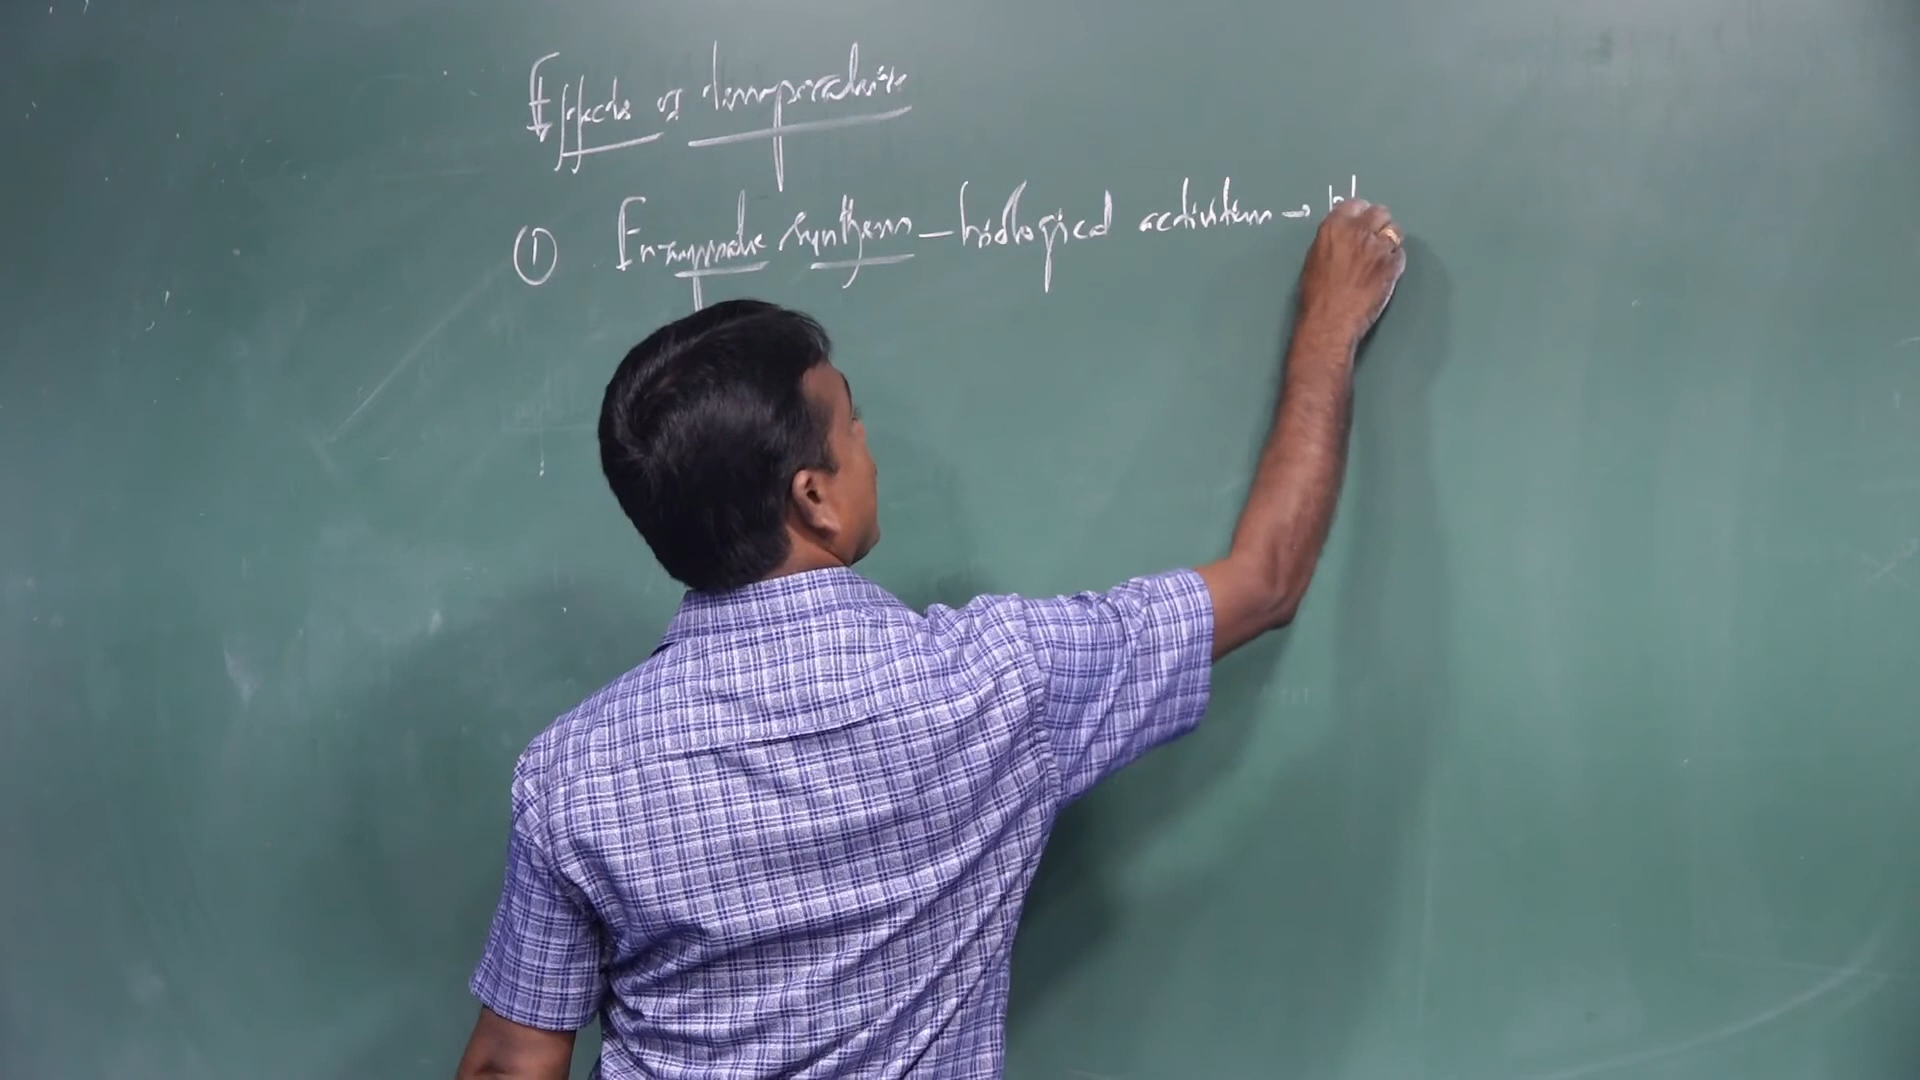 Effects of temperature
① Enzymatic synthesis – biological activities →